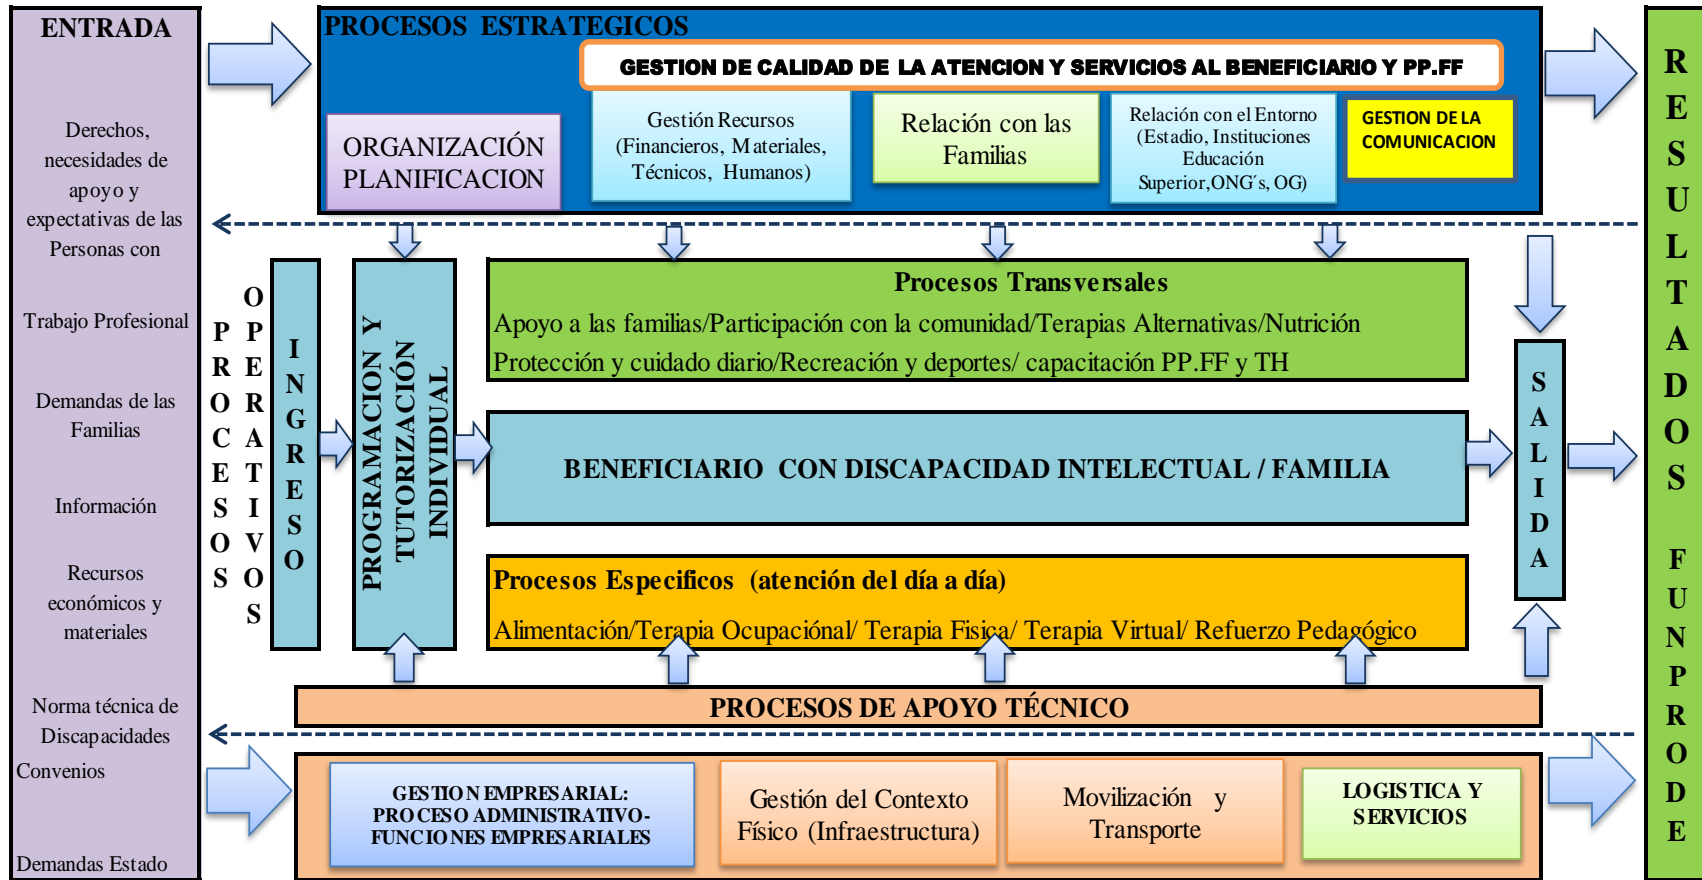 ENTRADA
Derechos,
necesidades de
apoyo y
expectativas de las
Personas con
Trabajo Profesional
Demandas de las
Familias
Información
Recursos
económicos y
materiales
Norma técnica de
Discapacidades
Convenios
Demandas Estado
PROCESOS ESTRATEGICOS
GESTION DE CALIDAD DE LA ATENCION Y SERVICIOS AL BENEFICIARIO Y PP.FF
ORGANIZACIÓN
PLANIFICACION
Gestión Recursos
(Financieros, Materiales,
Técnicos, Humanos)
Relación con las
Familias
Relación con el Entorno
(Estadio, Instituciones
Educación
Superior,ONG´s, OG)
GESTION DE LA
COMUNICACION
PROCESOS
OPERATIVOS
INGRESO
PROGRAMACION Y
TUTORIZACIÓN
INDIVIDUAL
Procesos Transversales
Apoyo a las familias/Participación con la comunidad/Terapias Alternativas/Nutrición
Protección y cuidado diario/Recreación y deportes/ capacitación PP.FF y TH
BENEFICIARIO CON DISCAPACIDAD INTELECTUAL / FAMILIA
Procesos Especificos (atención del día a día)
Alimentación/Terapia Ocupaciónal/ Terapia Fisica/ Terapia Virtual/ Refuerzo Pedagógico
SALIDA
PROCESOS DE APOYO TÉCNICO
GESTION EMPRESARIAL:
PROCESO ADMINISTRATIVO-
FUNCIONES EMPRESARIALES
Gestión del Contexto
Físico (Infraestructura)
Movilización y
Transporte
LOGISTICA Y
SERVICIOS
RESULTADOS FUNPRODE